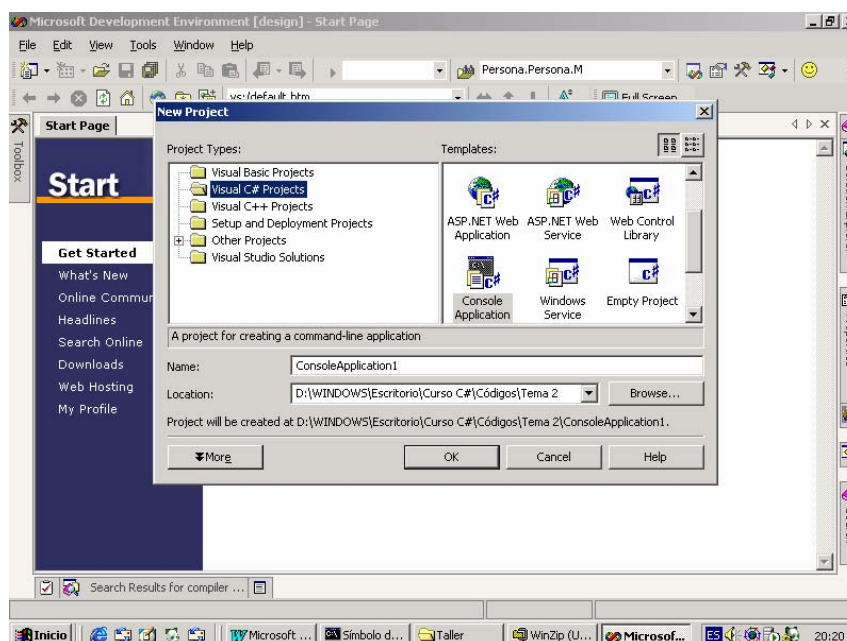 Microsoft Development Environment [design] - Start Page
File Edit View Tools Window Help
Persona.Persona.M
vs:/default.htm
Full Screen
Toolbox
Start Page
Start
Get Started
What's New
Online Commun
Headlines
Search Online
Downloads
Web Hosting
My Profile
New Project
Project Types:
Visual Basic Projects
Visual C# Projects
Visual C++ Projects
Setup and Deployment Projects
Other Projects
Visual Studio Solutions
Templates:
ASP.NET Web Application
ASP.NET Web Service
Web Control Library
Console Application
Windows Service
Empty Project
A project for creating a command-line application
Name: ConsoleApplication1
Location: D:\WINDOWS\Escritorio\Curso C#\Códigos\Tema 2 Browse...
Project will be created at D:\WINDOWS\Escritorio\Curso C#\Códigos\Tema 2\ConsoleApplication1.
More OK Cancel Help
Search Results for compiler ...
Inicio Microsoft ... Símbolo d... Taller WinZip (U... Microsof... ES 20:20